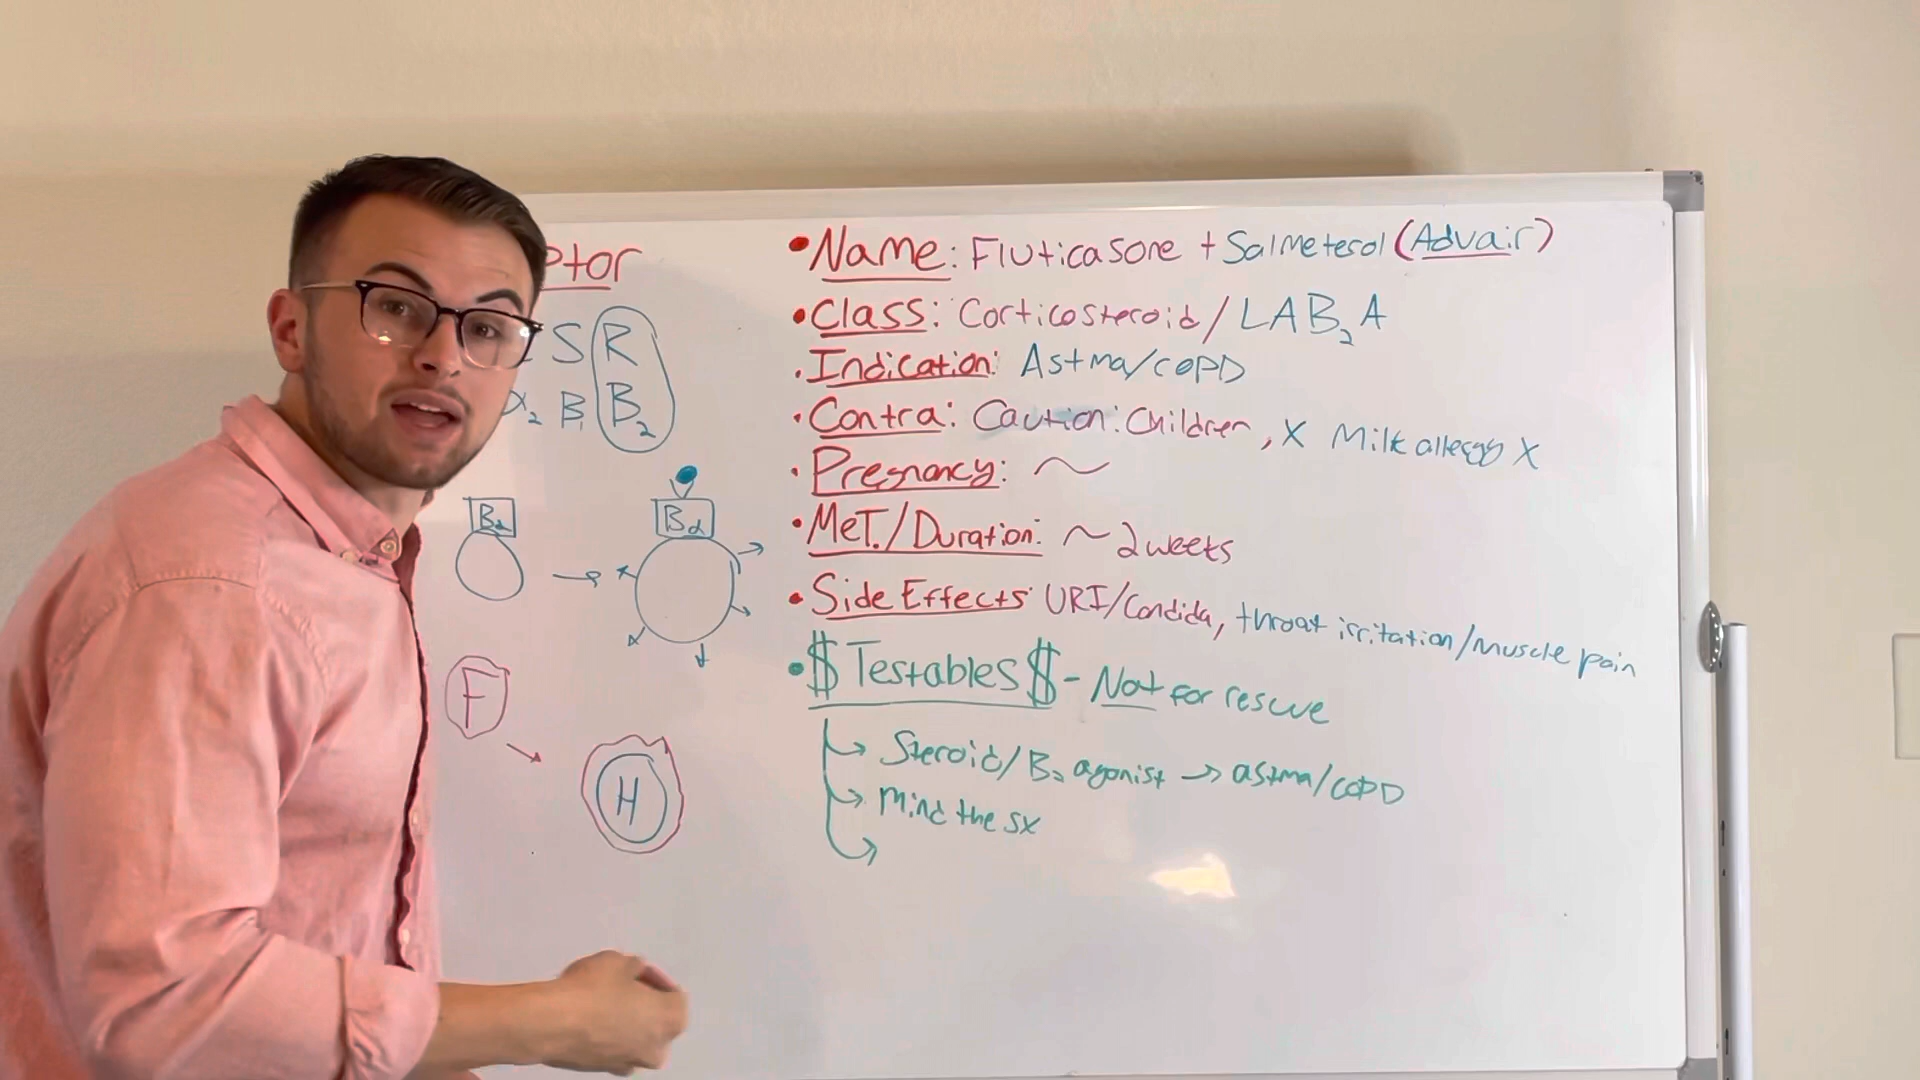 ptor
S R
α₂ B₁ B₂
B₂
B₂
F
H
• Name: Fluticasone + Salmeterol (Advair)
• Class: Corticosteroid / LAB₂A
• Indication: Astma/COPD
• Contra: Caution: Children, X Milk allergy X
• Pregnancy: ~
• MeT./Duration: ~ 2 weeks
• Side Effects: URI/Candida, throat irritation/muscle pain
• $Testables$ - Not for rescue
↳ Steroid/B₂ agonist → astma/COPD
↳ Mind the sx